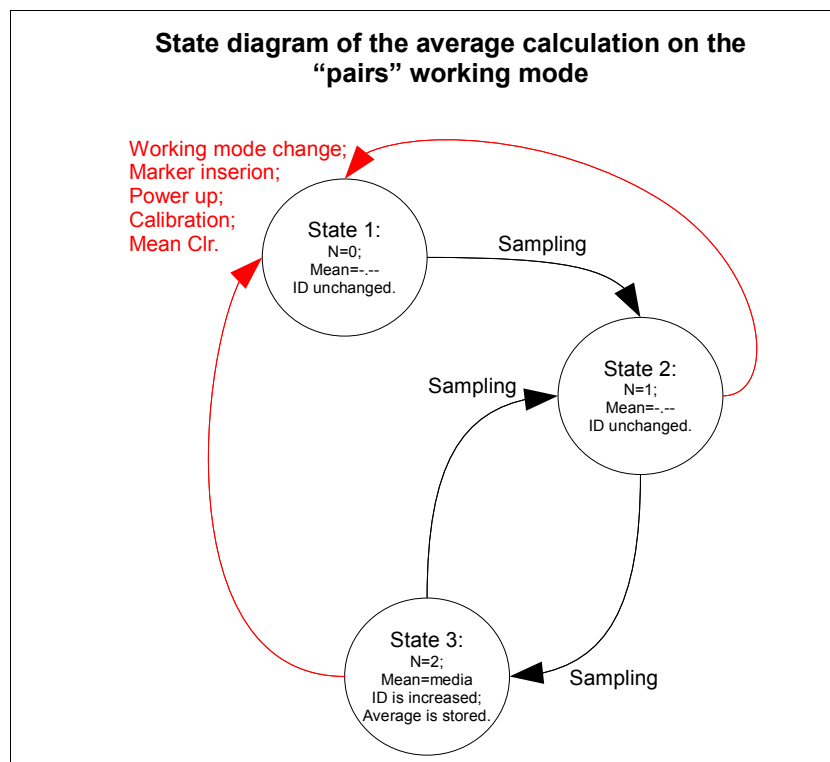 State diagram of the average calculation on the
“pairs” working mode
Working mode change;
Marker inserion;
Power up;
Calibration;
Mean Clr.
State 1:
N=0;
Mean=-.--
ID unchanged.
Sampling
State 2:
N=1;
Mean=-.--
ID unchanged.
Sampling
State 3:
N=2;
Mean=media
ID is increased;
Average is stored.
Sampling